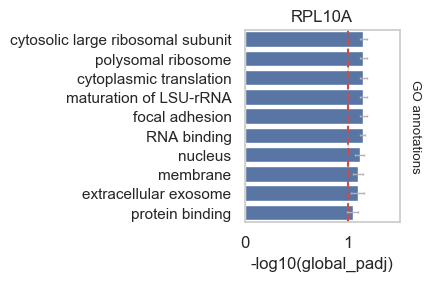 RPL10A
cytosolic large ribosomal subunit
polysomal ribosome
cytoplasmic translation
maturation of LSU-rRNA
focal adhesion
RNA binding
nucleus
membrane
extracellular exosome
protein binding
GO annotations
0 1
-log10(global_padj)